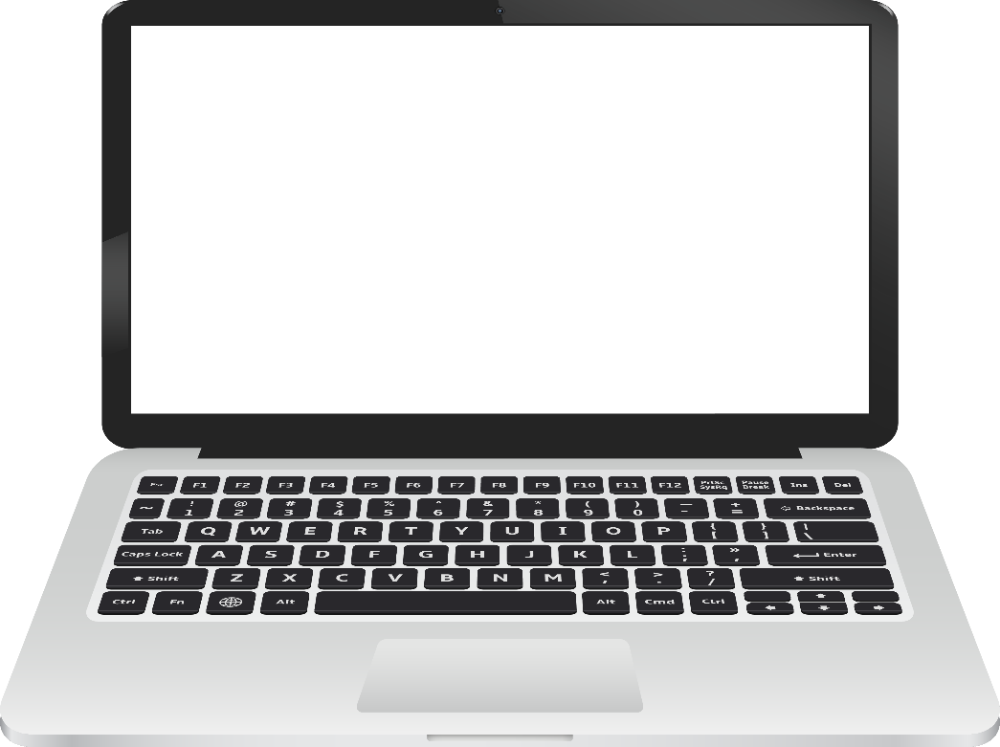 F1 F2 F3 F4 F5 F6 F7 F8 F9 F10 F11 F12 PrtSc SysRq Pause Break Ins Del
~ ! 1 @ 2 # 3 $ 4 % 5 ^ 6 & 7 * 8 ( 9 ) 0 — - + = Backspace
Tab Q W E R T Y U I O P { [ } ] | \
Caps Lock A S D F G H J K L : ; » , Enter
Shift Z X C V B N M < , > . ? / Shift
Ctrl Fn Alt Alt Cmd Ctrl